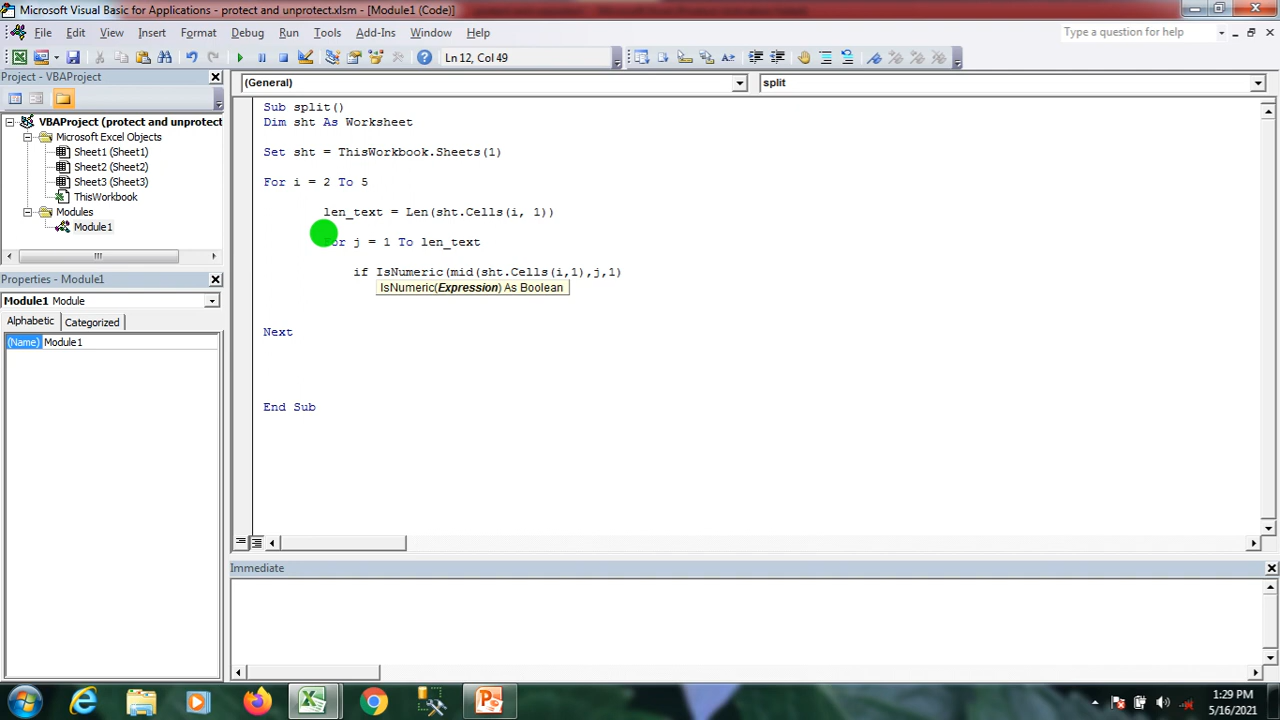 Microsoft Visual Basic for Applications - protect and unprotect.xlsm - [Module1 (Code)]
File Edit View Insert Format Debug Run Tools Add-Ins Window Help
Type a question for help
Ln 12, Col 49
Project - VBAProject
(General)
split
VBAProject (protect and unprotect
Microsoft Excel Objects
Sheet1 (Sheet1)
Sheet2 (Sheet2)
Sheet3 (Sheet3)
ThisWorkbook
Modules
Module1
Properties - Module1
Module1 Module
Alphabetic Categorized
(Name) Module1
Sub split()
Dim sht As Worksheet
Set sht = ThisWorkbook.Sheets(1)
For i = 2 To 5
len_text = Len(sht.Cells(i, 1))
For j = 1 To len_text
if IsNumeric(mid(sht.Cells(i,1),j,1)
IsNumeric(Expression) As Boolean
Next
End Sub
Immediate
1:29 PM
5/16/2021